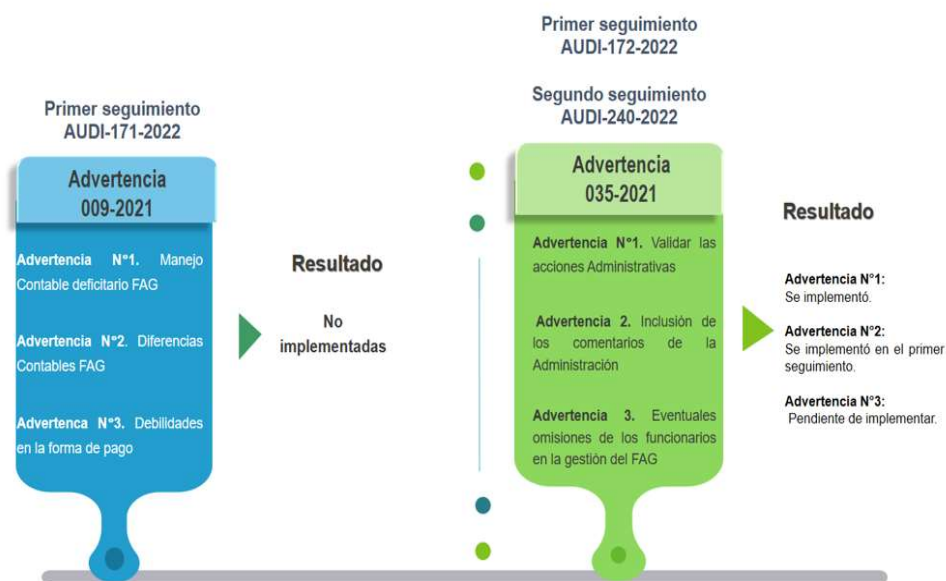 Primer seguimiento
AUDI-171-2022
Advertencia
009-2021
Advertencia N°1. Manejo
Contable deficitario FAG
Advertencia N°2. Diferencias
Contables FAG
Advertenca N°3. Debilidades
en la forma de pago
Resultado
No
implementadas
Primer seguimiento
AUDI-172-2022
Segundo seguimiento
AUDI-240-2022
Advertencia
035-2021
Advertencia N°1. Validar las
acciones Administrativas
Advertencia 2. Inclusión de
los comentarios de la
Administración
Advertencia 3. Eventuales
omisiones de los funcionarios
en la gestión del FAG
Resultado
Advertencia N°1:
Se implementó.
Advertencia N°2:
Se implementó en el primer
seguimiento.
Advertencia N°3:
Pendiente de implementar.